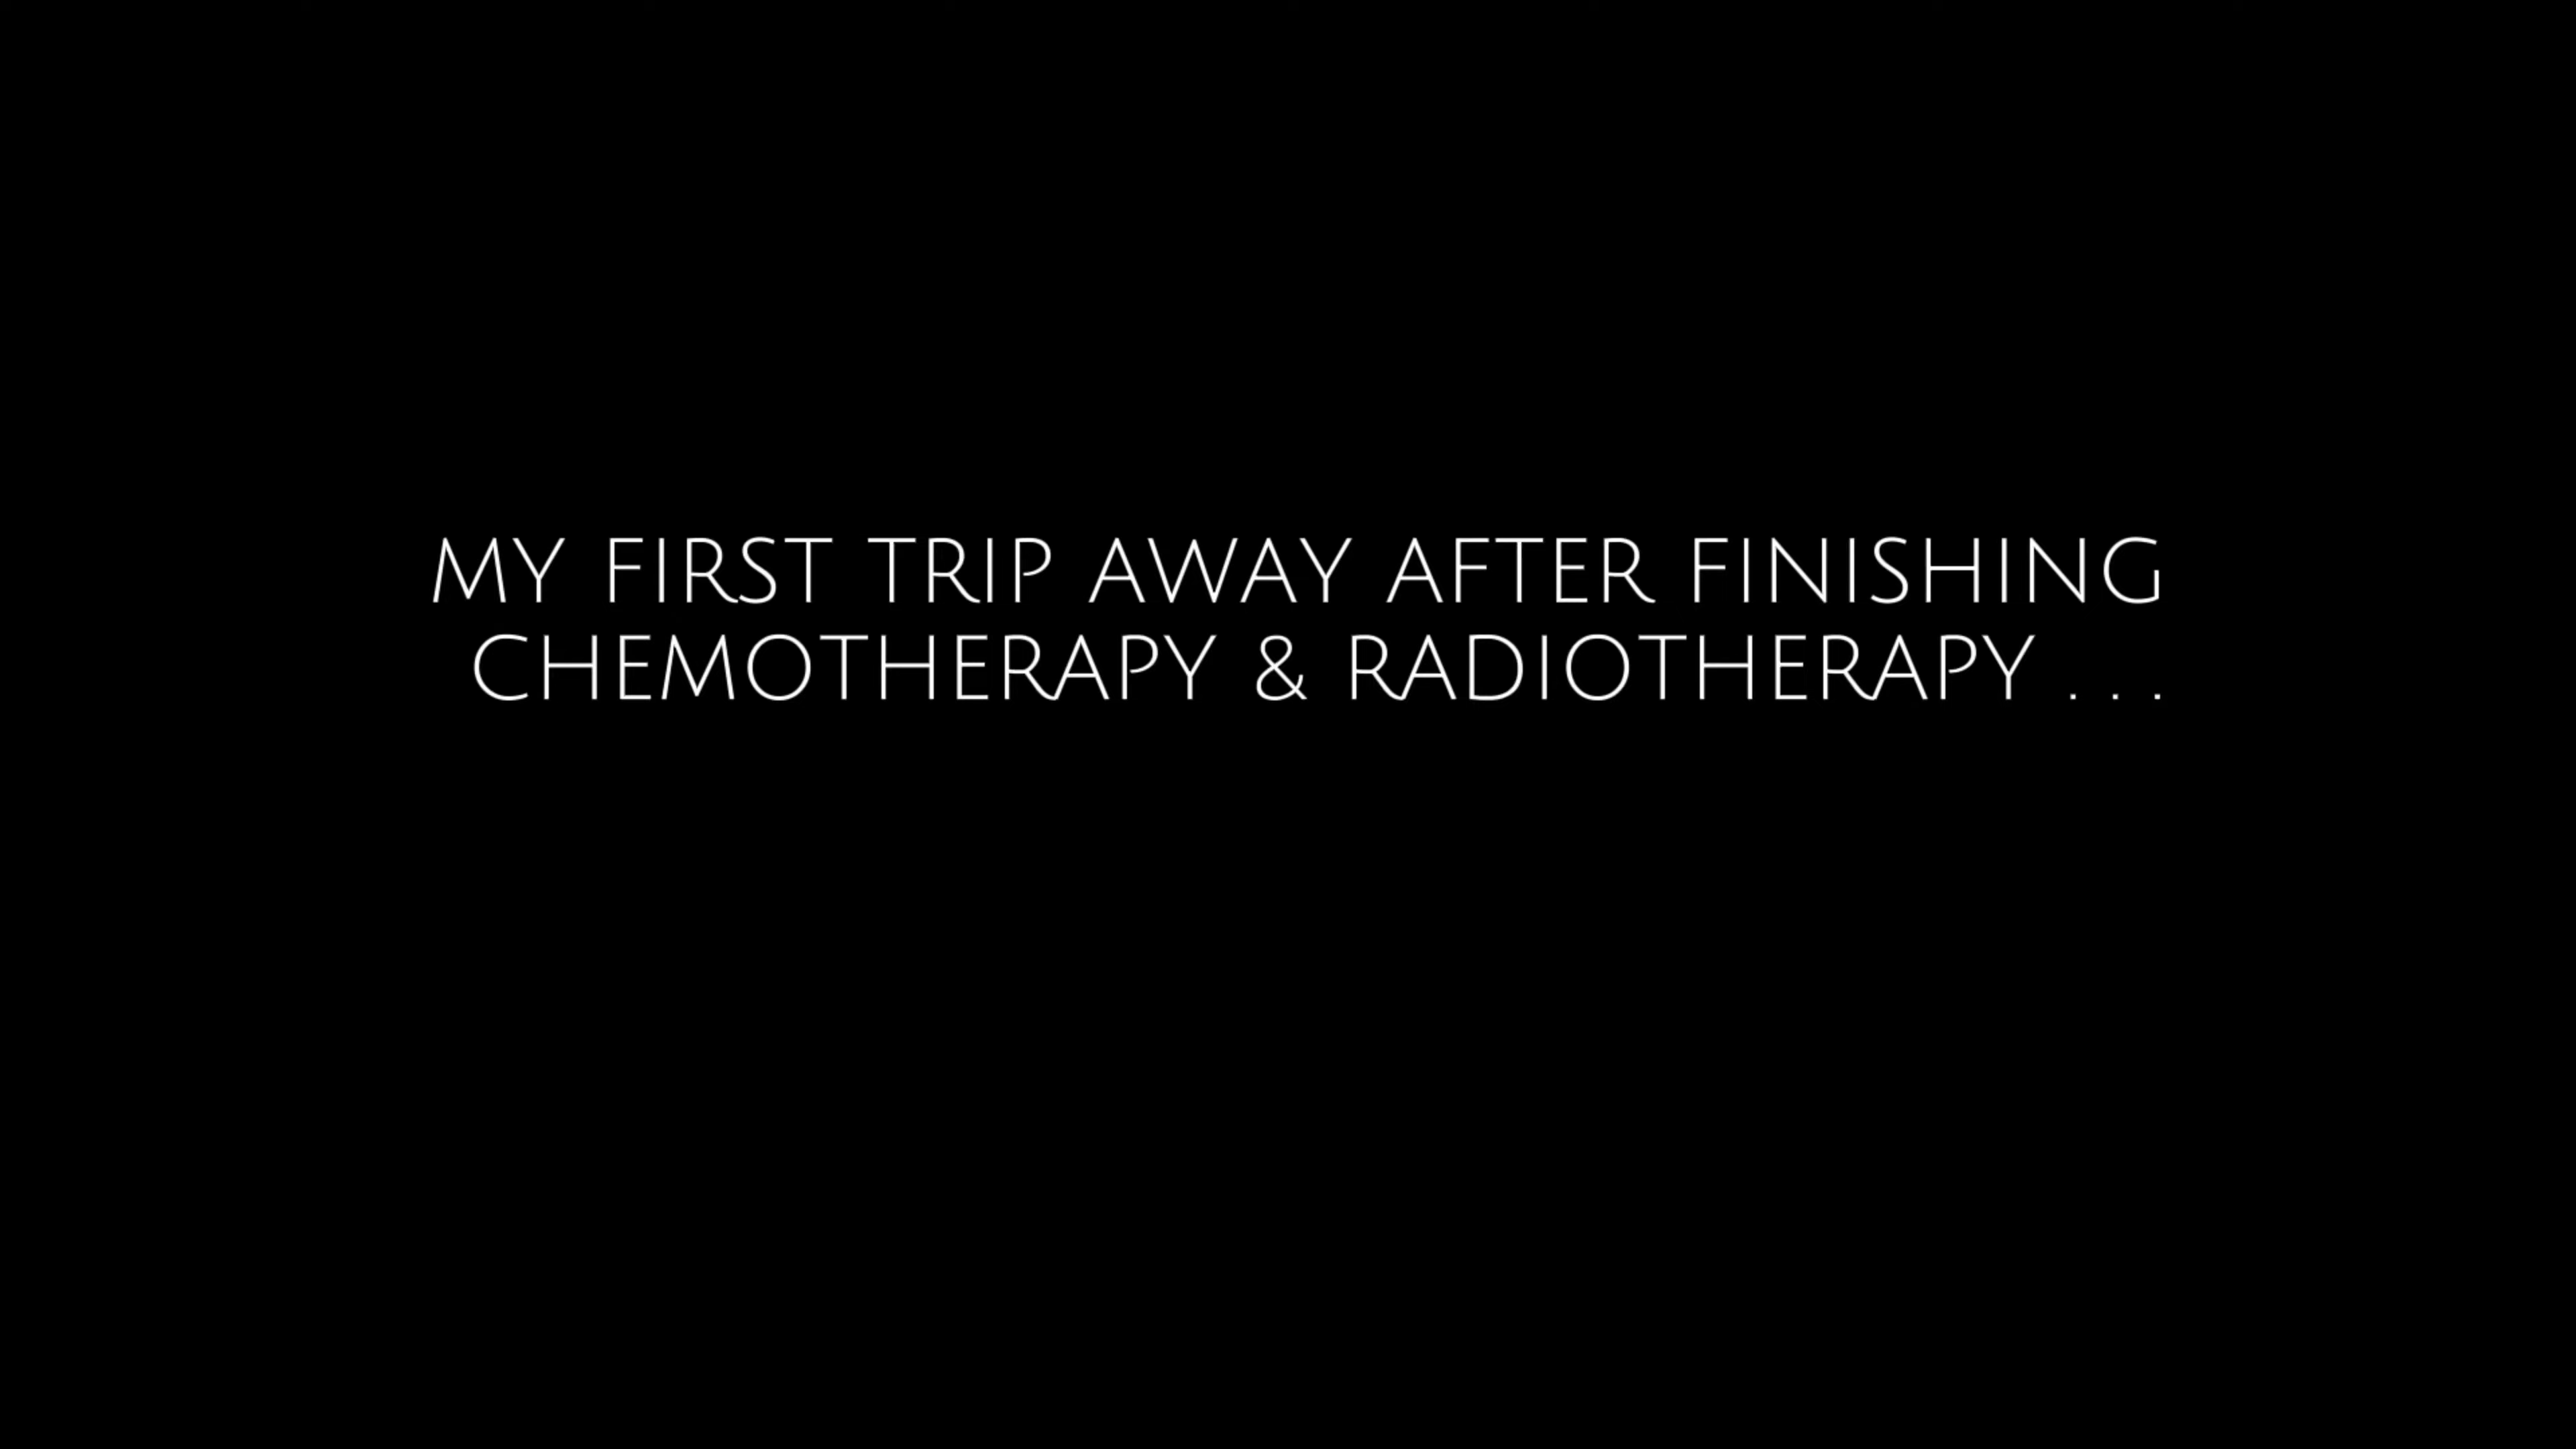 MY FIRST TRIP AWAY AFTER FINISHING
CHEMOTHERAPY & RADIOTHERAPY . . .